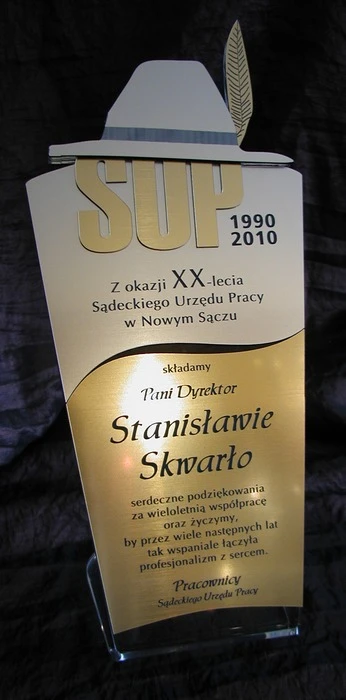 SUP
1990
2010
Z okazji XX-lecia
Sądeckiego Urzędu Pracy
w Nowym Sączu
składamy
Pani Dyrektor
Stanisławie
Skwarło
serdeczne podziękowania
za wieloletnią współpracę
oraz życzymy,
by przez wiele następnych lat
tak wspaniale łączyła
profesjonalizm z sercem.
Pracownicy
Sądeckiego Urzędu Pracy